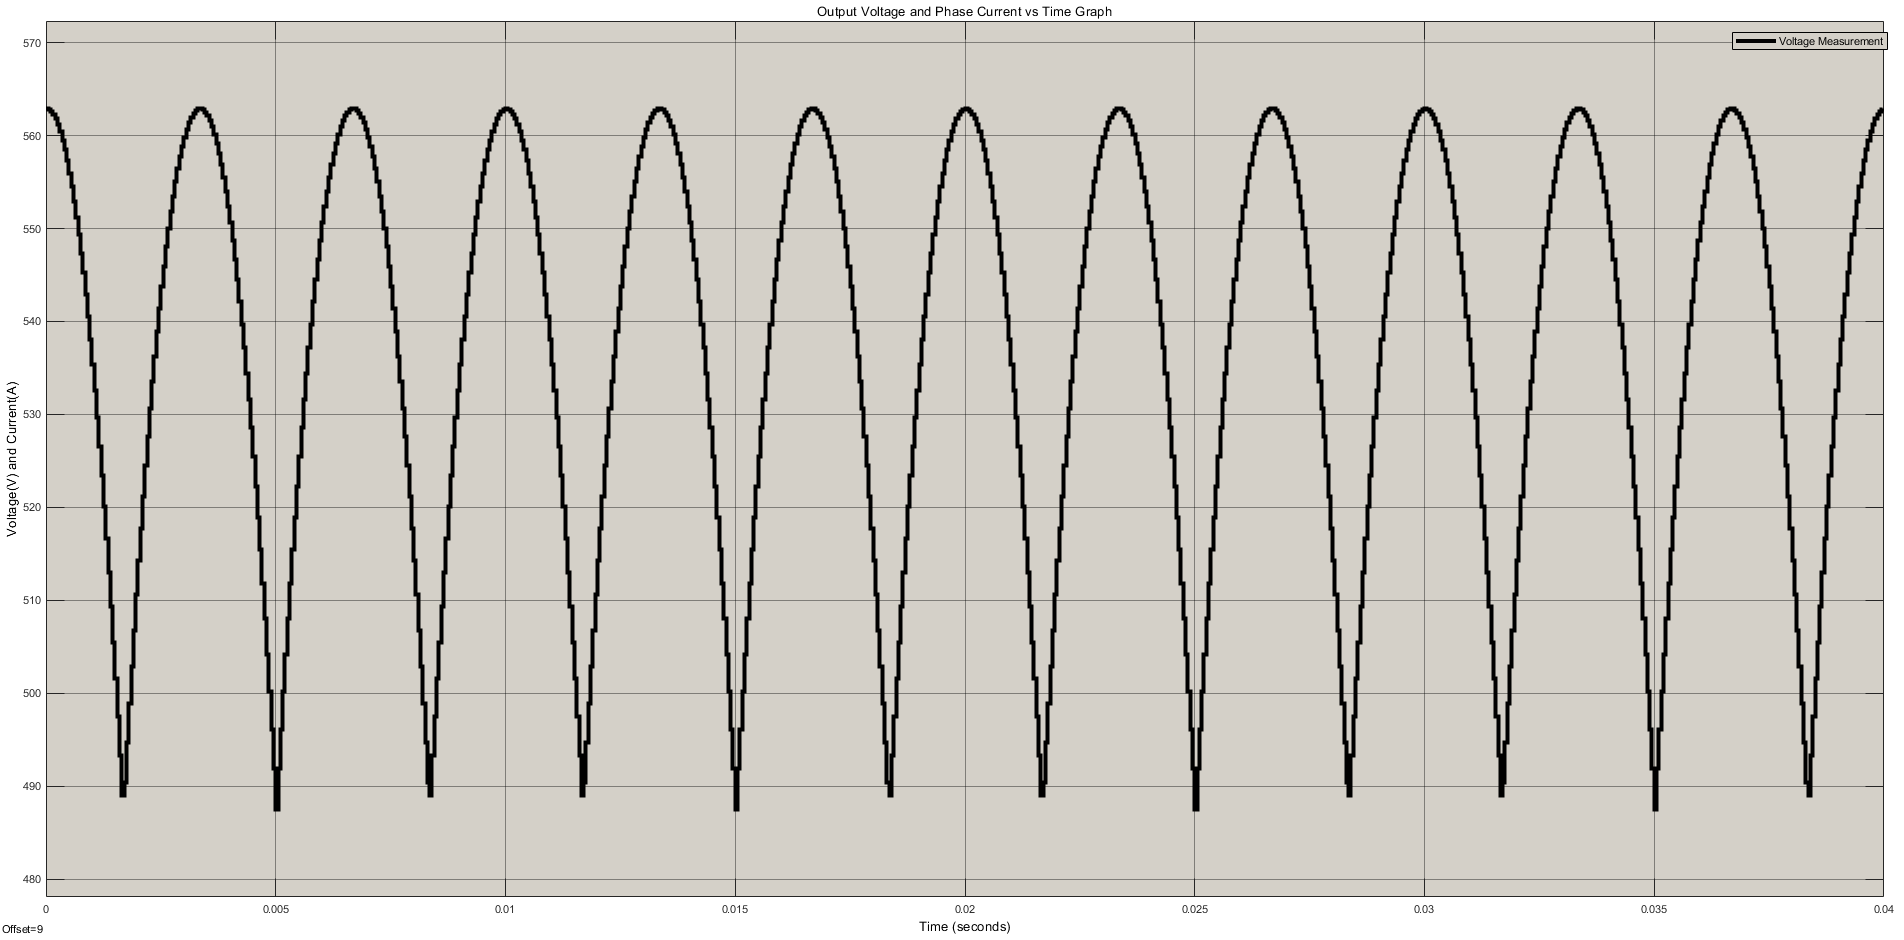 Output Voltage and Phase Current vs Time Graph
Voltage Measurement
Voltage(V) and Current(A)
570
560
550
540
530
520
510
500
490
480
0 0.005 0.01 0.015 0.02 0.025 0.03 0.035 0.04
Time (seconds)
Offset=9